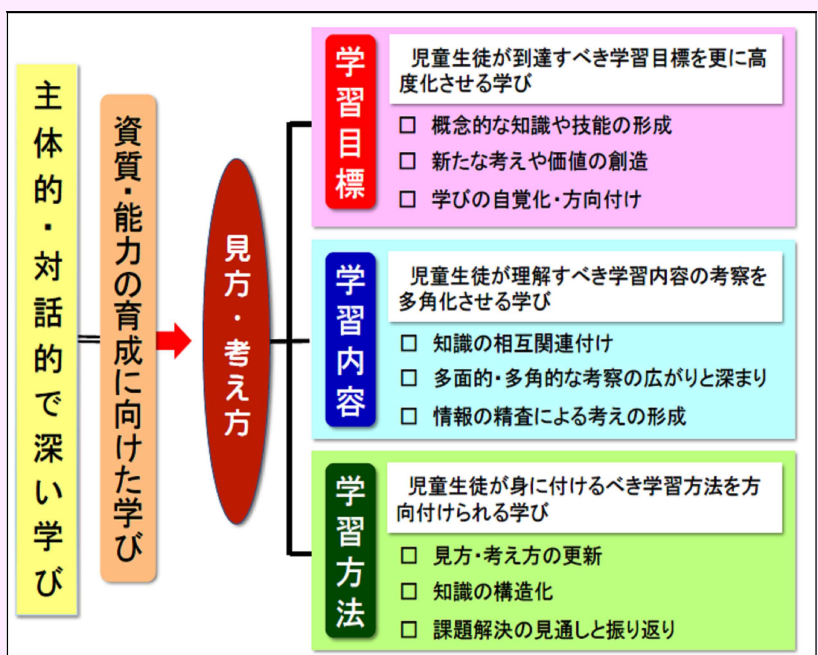 主体的・対話的で深い学び
＝
資質・能力の育成に向けた学び
見方・考え方
学習目標
児童生徒が到達すべき学習目標を更に高
度化させる学び
□ 概念的な知識や技能の形成
□ 新たな考えや価値の創造
□ 学びの自覚化・方向付け
学習内容
児童生徒が理解すべき学習内容の考察を
多角化させる学び
□ 知識の相互関連付け
□ 多面的・多角的な考察の広がりと深まり
□ 情報の精査による考えの形成
学習方法
児童生徒が身に付けるべき学習方法を方
向付けられる学び
□ 見方・考え方の更新
□ 知識の構造化
□ 課題解決の見通しと振り返り